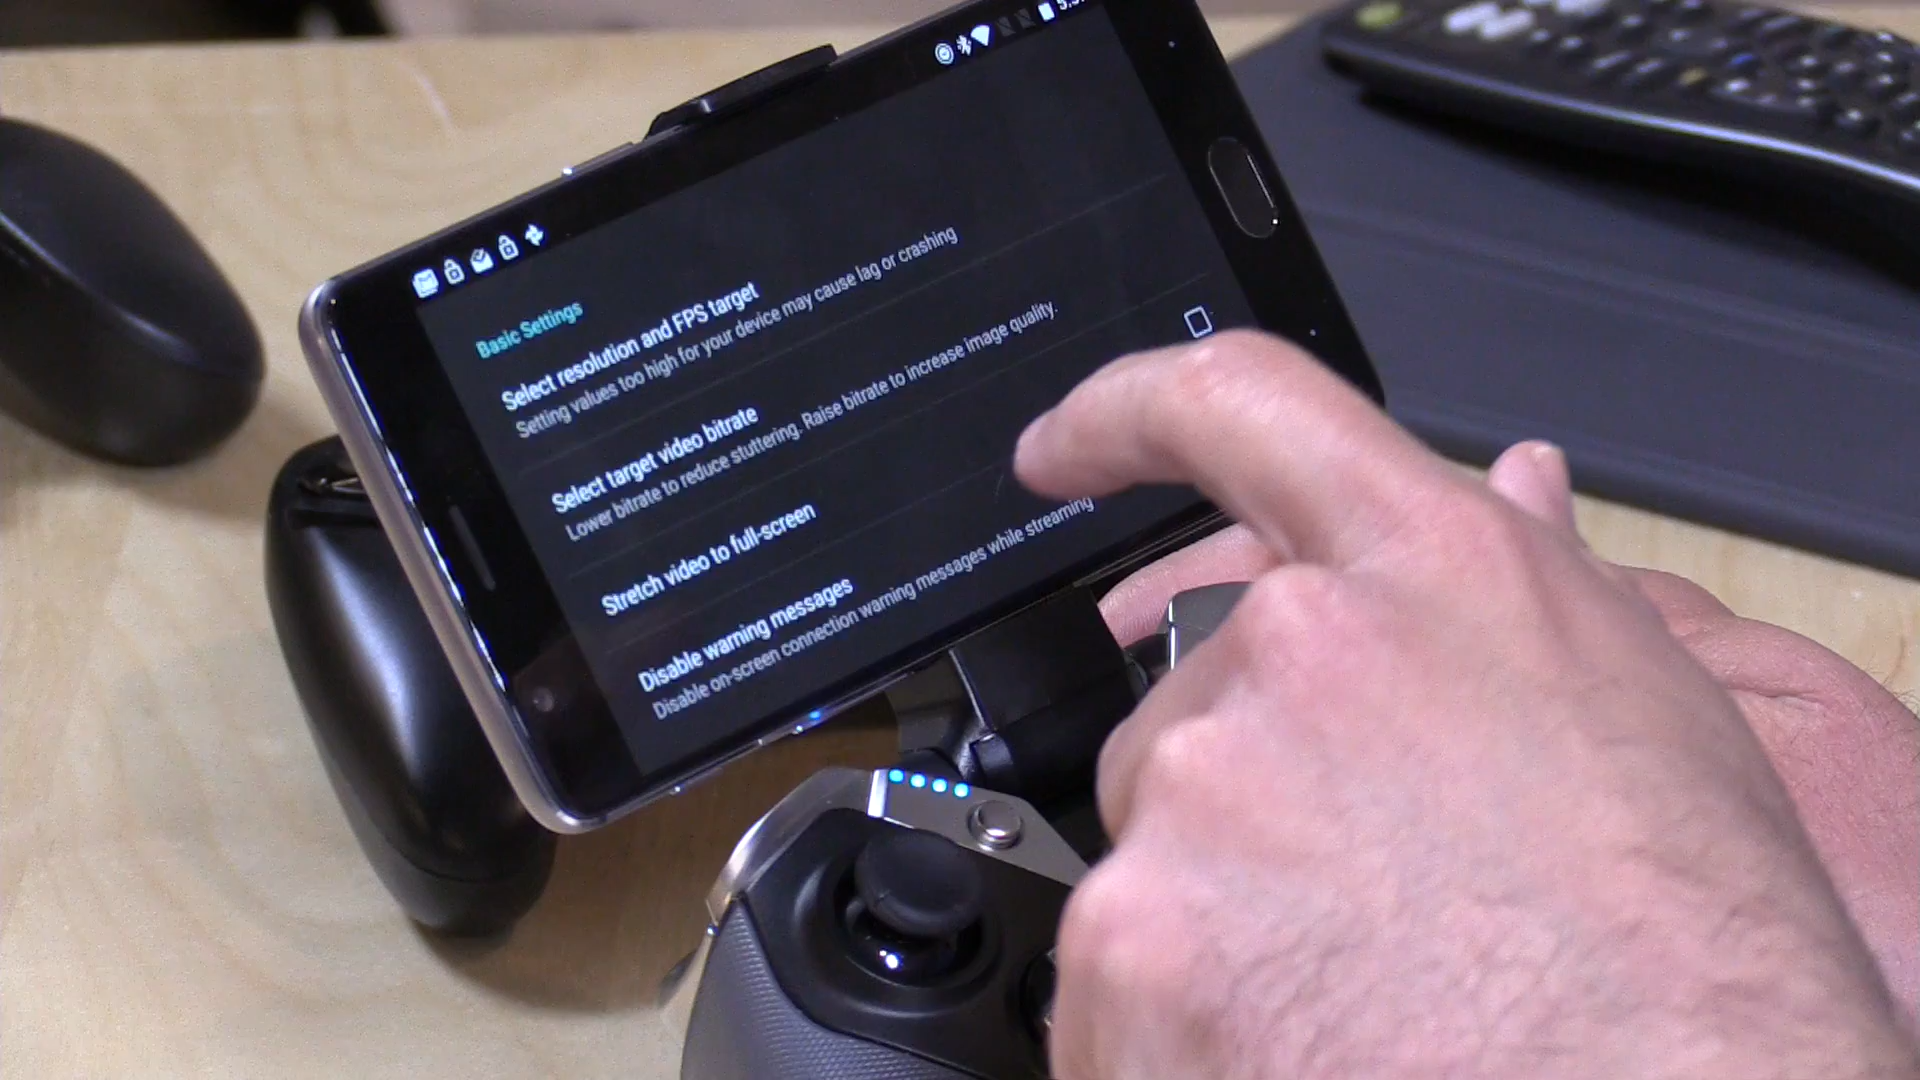 Basic Settings
Select resolution and FPS target
Setting values too high for your device may cause lag or crashing
Select target video bitrate
Lower bitrate to reduce stuttering. Raise bitrate to increase image quality.
Stretch video to full-screen
Disable warning messages
Disable on-screen connection warning messages while streaming